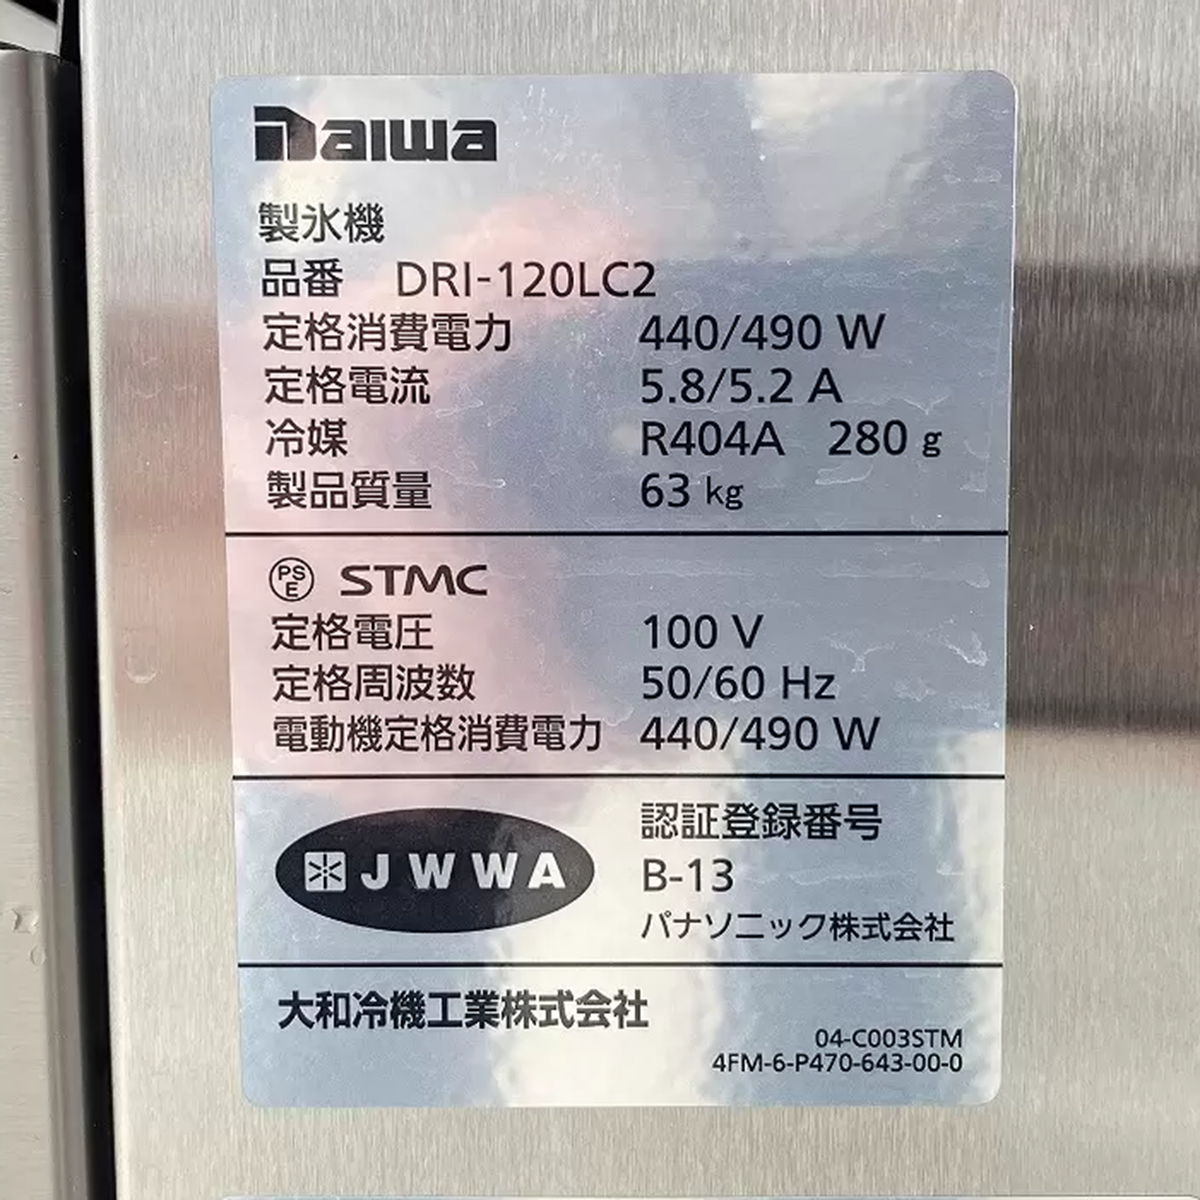 Daiwa
製氷機
品番 DRI-120LC2
定格消費電力 440/490 W
定格電流 5.8/5.2 A
冷媒 R404A 280 g
製品質量 63 kg
PS E STMC
定格電圧 100 V
定格周波数 50/60 Hz
電動機定格消費電力 440/490 W
JWWA
認証登録番号
B-13
パナソニック株式会社
大和冷機工業株式会社
04-C003STM
4FM-6-P470-643-00-0